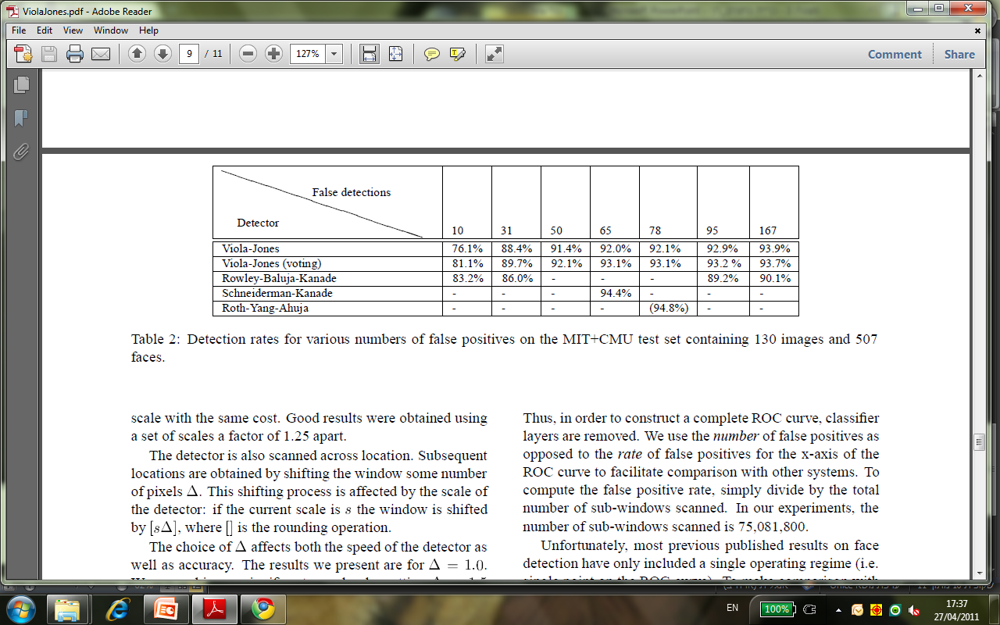 ViolaJones.pdf - Adobe Reader
File Edit View Window Help
9 / 11 127% Comment Share
False detections
Detector 10 31 50 65 78 95 167
Viola-Jones 76.1% 88.4% 91.4% 92.0% 92.1% 92.9% 93.9%
Viola-Jones (voting) 81.1% 89.7% 92.1% 93.1% 93.1% 93.2 % 93.7%
Rowley-Baluja-Kanade 83.2% 86.0% - - - 89.2% 90.1%
Schneiderman-Kanade - - - 94.4% - - -
Roth-Yang-Ahuja - - - - (94.8%) - -
Table 2: Detection rates for various numbers of false positives on the MIT+CMU test set containing 130 images and 507
faces.
scale with the same cost. Good results were obtained using
a set of scales a factor of 1.25 apart.
The detector is also scanned across location. Subsequent
locations are obtained by shifting the window some number
of pixels Δ. This shifting process is affected by the scale of
the detector: if the current scale is s the window is shifted
by [sΔ], where [] is the rounding operation.
The choice of Δ affects both the speed of the detector as
well as accuracy. The results we present are for Δ = 1.0.
Thus, in order to construct a complete ROC curve, classifier
layers are removed. We use the number of false positives as
opposed to the rate of false positives for the x-axis of the
ROC curve to facilitate comparison with other systems. To
compute the false positive rate, simply divide by the total
number of sub-windows scanned. In our experiments, the
number of sub-windows scanned is 75,081,800.
Unfortunately, most previous published results on face
detection have only included a single operating regime (i.e.
EN 100% 17:37
27/04/2011